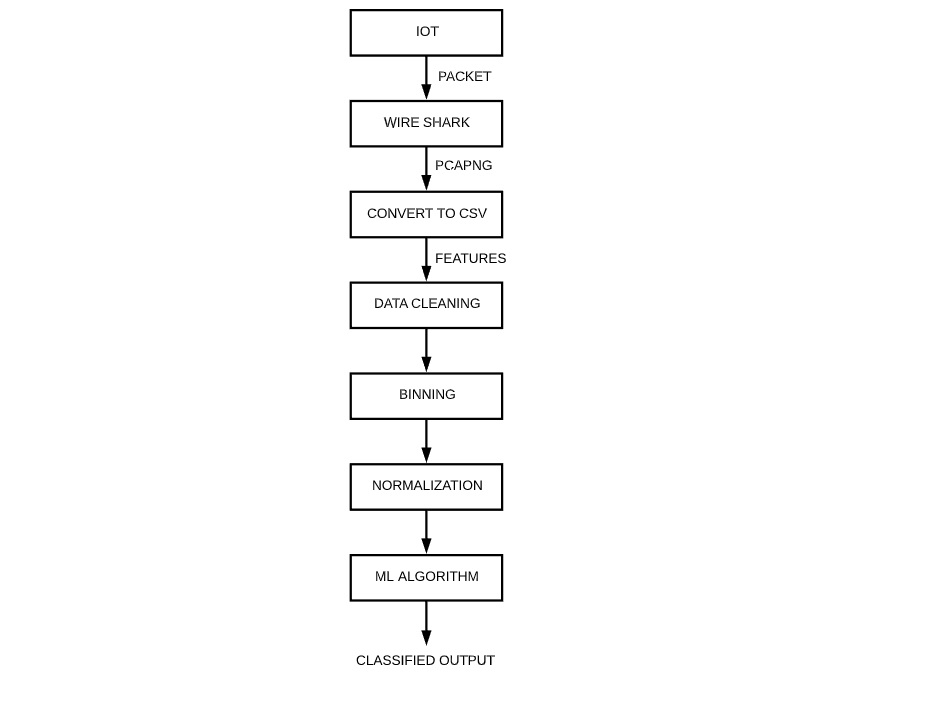 IOT
PACKET
WIRE SHARK
PCAPNG
CONVERT TO CSV
FEATURES
DATA CLEANING
BINNING
NORMALIZATION
ML ALGORITHM
CLASSIFIED OUTPUT